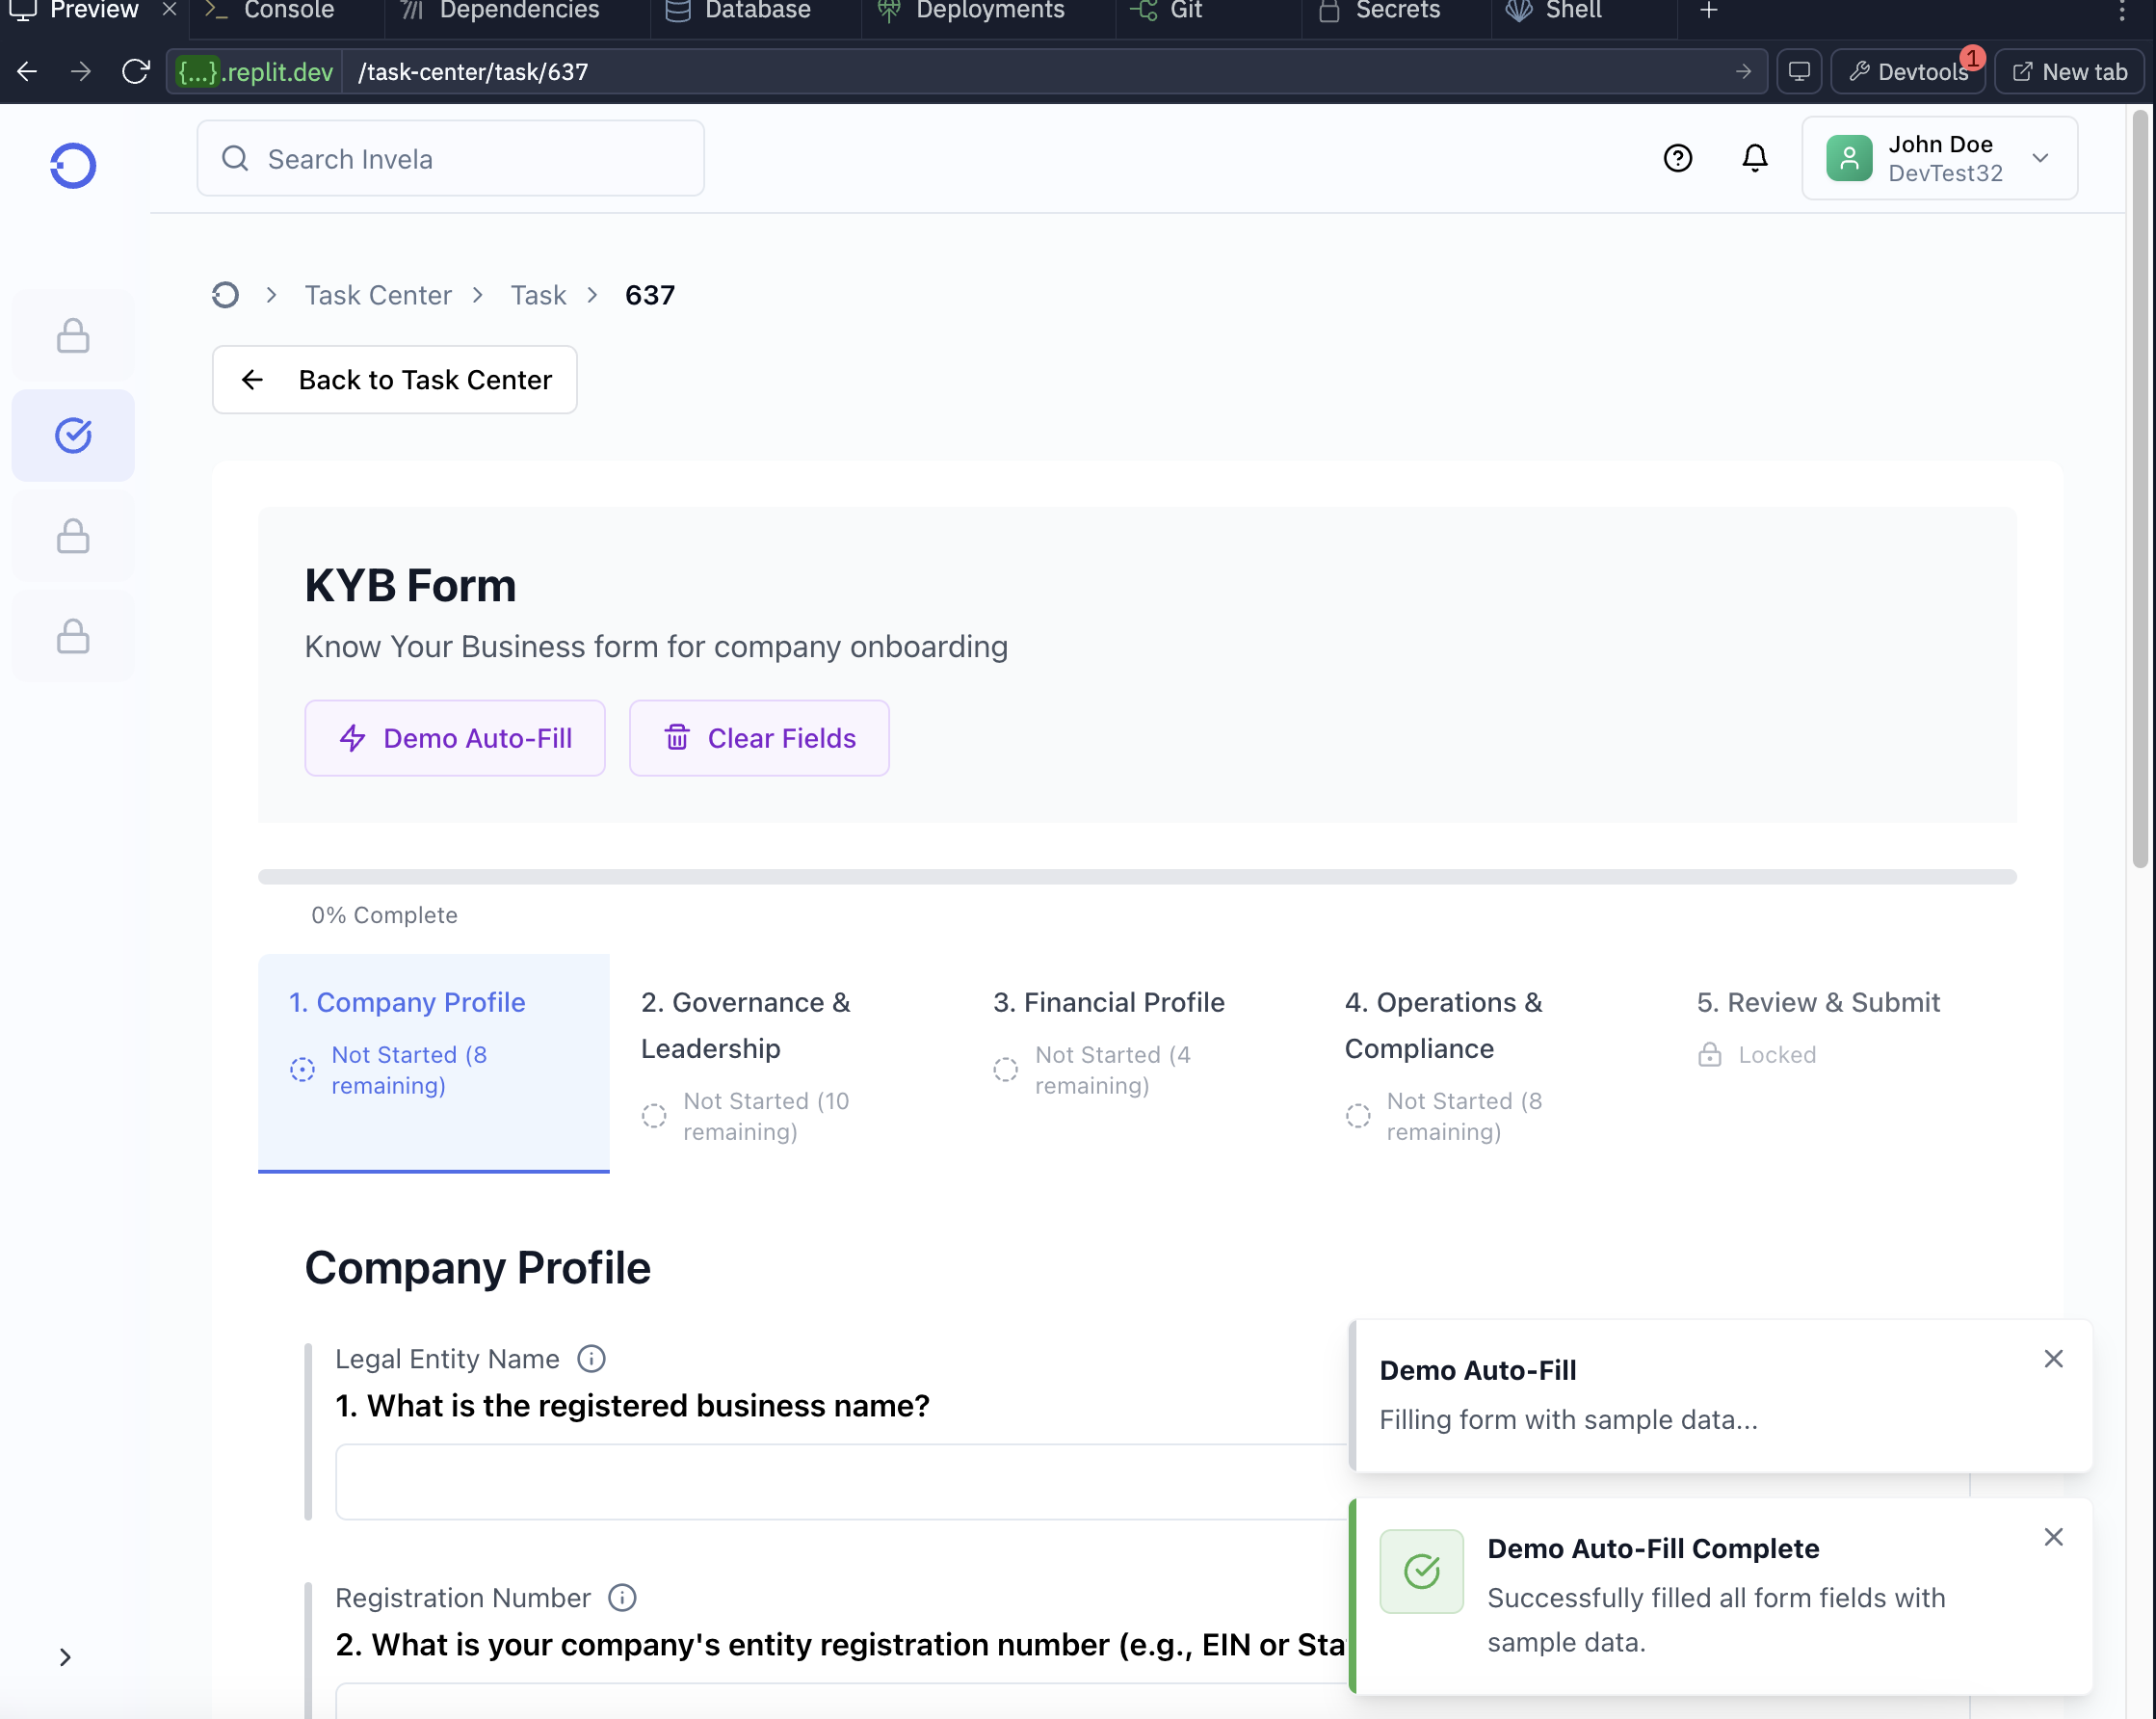 Preview
Console
Dependencies
Database
Deployments
Git
Secrets
Shell
{...}.replit.dev
/task-center/task/637
Devtools
1
New tab
Search Invela
John Doe
DevTest32
Task Center
Task
637
Back to Task Center
KYB Form
Know Your Business form for company onboarding
Demo Auto-Fill
Clear Fields
0% Complete
1. Company Profile
Not Started (8
remaining)
2. Governance &
Leadership
Not Started (10
remaining)
3. Financial Profile
Not Started (4
remaining)
4. Operations &
Compliance
Not Started (8
remaining)
5. Review & Submit
Locked
Company Profile
Legal Entity Name
1. What is the registered business name?
Registration Number
2. What is your company's entity registration number (e.g., EIN or Sta
Demo Auto-Fill
Filling form with sample data...
Demo Auto-Fill Complete
Successfully filled all form fields with
sample data.